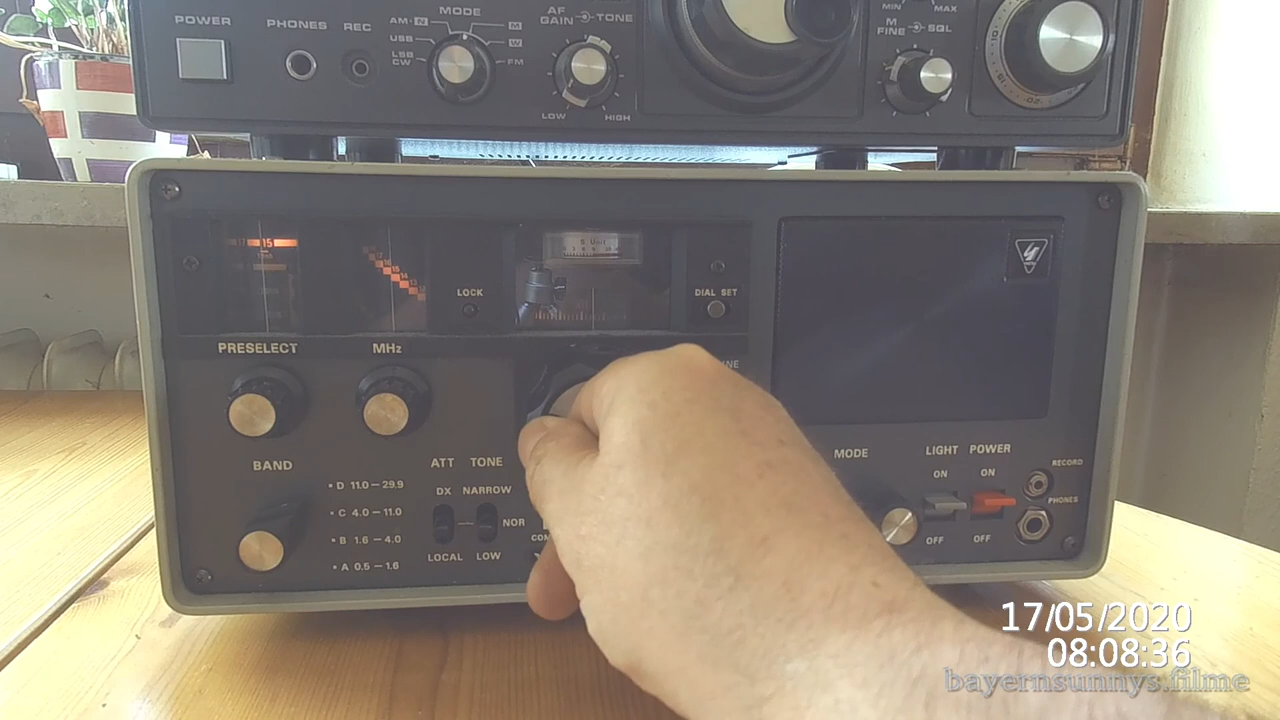 POWER
PHONES
REC
AM-N
MODE
M
USB
W
LSB
CW
FM
AF
GAIN
TONE
LOW
HIGH
MIN
MAX
M
FINE
SQL
S Unit
15
LOCK
DIAL SET
PRESELECT
MHz
BAND
D 11.0 – 29.9
C 4.0 – 11.0
B 1.6 – 4.0
A 0.5 – 1.6
ATT
TONE
DX
NARROW
NOR
LOCAL
LOW
MODE
LIGHT
POWER
ON
ON
OFF
OFF
RECORD
PHONES
17/05/2020
08:08:36
bayernsunnys.filme